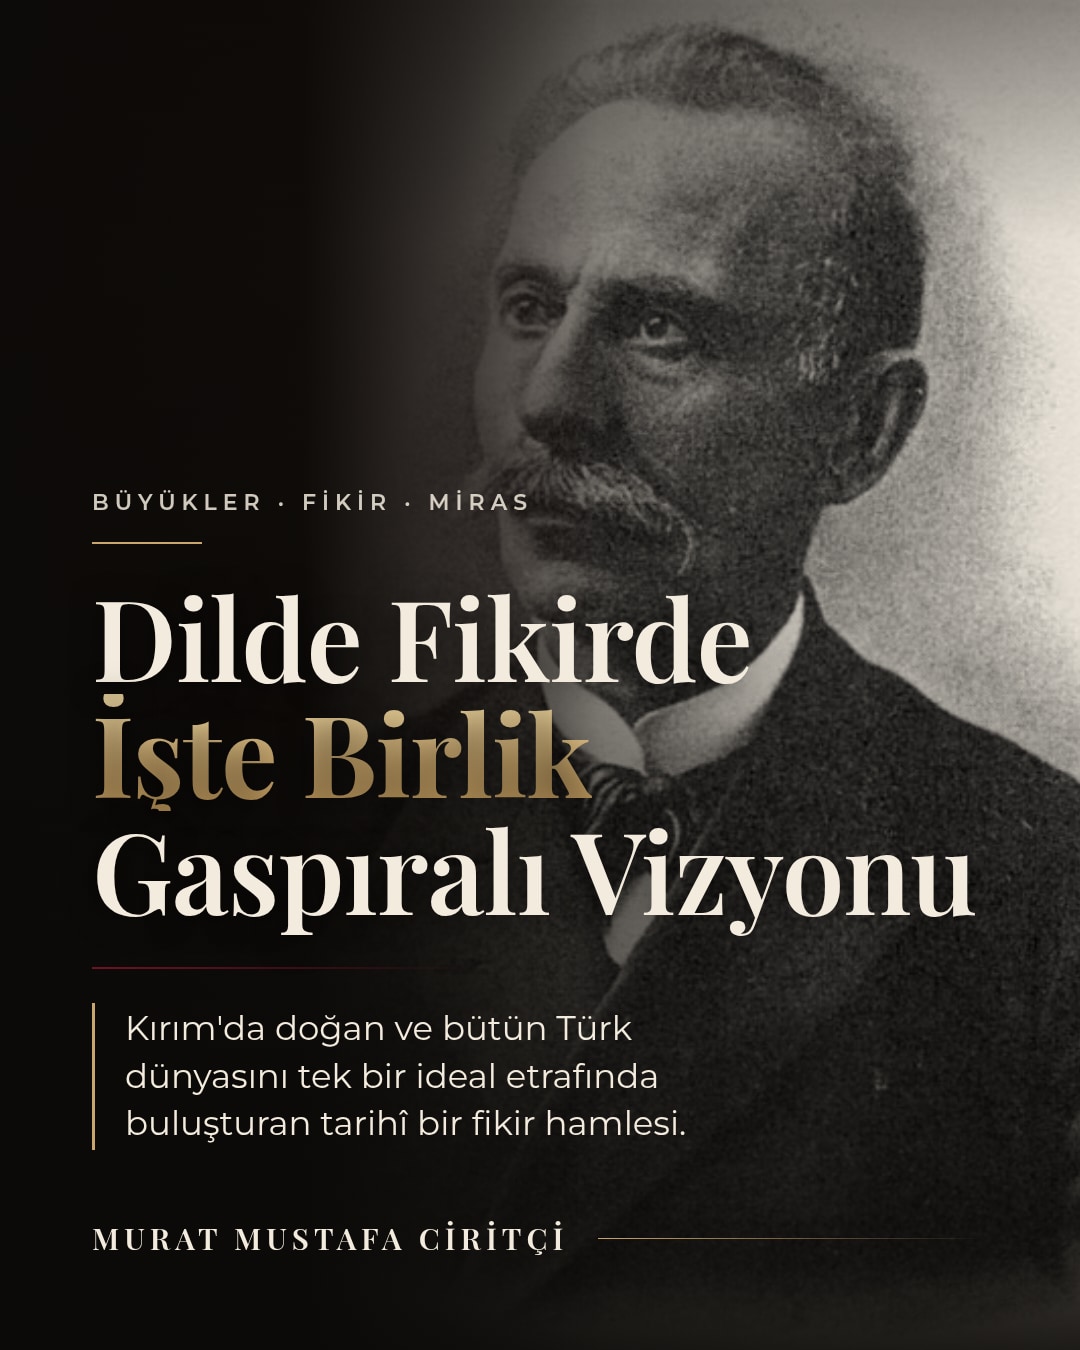 BÜYÜKLER · FİKİR · MİRAS
Dilde Fikirde
İşte Birlik
Gaspıralı Vizyonu
Kırım'da doğan ve bütün Türk
dünyasını tek bir ideal etrafında
buluşturan tarihî bir fikir hamlesi.
MURAT MUSTAFA CİRİTÇİ